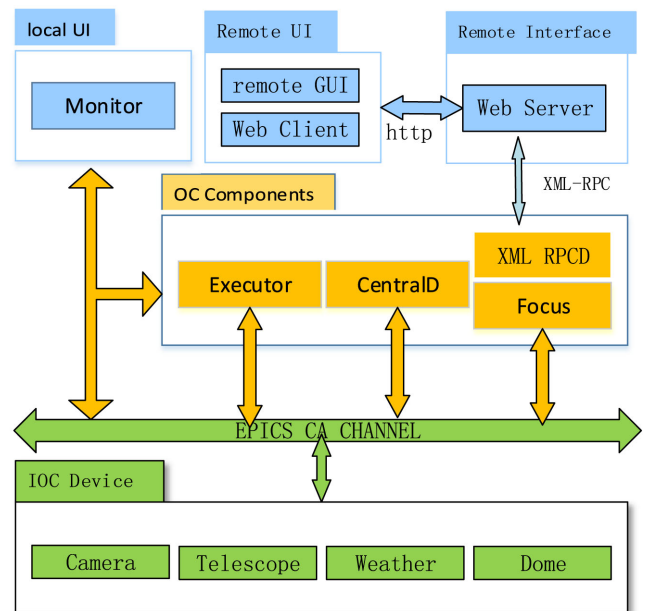 local UI
Remote UI
Remote Interface
Monitor
remote GUI
Web Client
http
Web Server
XML-RPC
OC Components
Executor
CentralD
XML RPCD
Focus
EPICS CA CHANNEL
IOC Device
Camera
Telescope
Weather
Dome